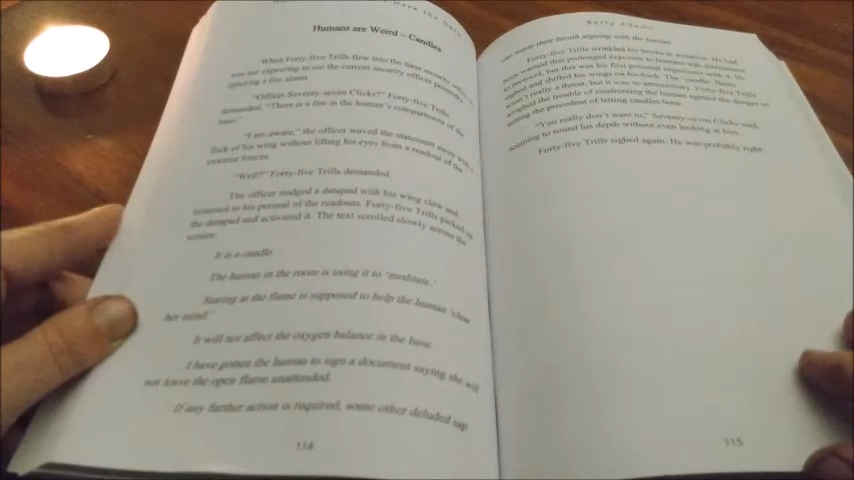 Have the Data
Humans are Weird – Candies
When Forty-five Trills flew into the base security office he
was not expecting to see the current security officer pointedly
ignoring a fire alarm.
"Officer Seventy-seven Clicks?" Forty-five Trills
demanded. "There is a fire in the human's compartment of the
base."
"I am aware," the officer waved the statement away with a
flick of his wing without lifting his eyes from a readout of the
exterior forces.
"Well?" Forty-five Trills demanded.
The officer nudged a datapad with his wing claw and
returned to his perusal of the readouts. Forty-five Trills picked up
the datapad and activated it. The text scrolled slowly across the
screen.
It is a candle.
The human in the room is using it to 'meditate.'
Staring at the flame is supposed to help the human 'clear
her mind.'
It will not affect the oxygen balance in the base.
I have gotten the human to sign a document saying she will
not leave the open flame unattended.
If any further action is required, some other deluded sap
114
Betty Adams
can waste their breath arguing with the human.
Forty-five Trills wrinkled his in He had
been warned that prolonged exposure to humans was
to protocol, but this was his first personal experience with it. He
sighed and shifted his wings on his back. The 'candle' flame
wasn't really a threat, but it was so unnecessary. Forty-five Trills
weighed the trouble of confronting the human against the danger of
setting the precedent of letting candles burn.
"You really don't want to," Seventy-seven Clicks said,
seeming to sound his depth without even looking at him.
Forty-five Trills sighed again. He was probably right.
115